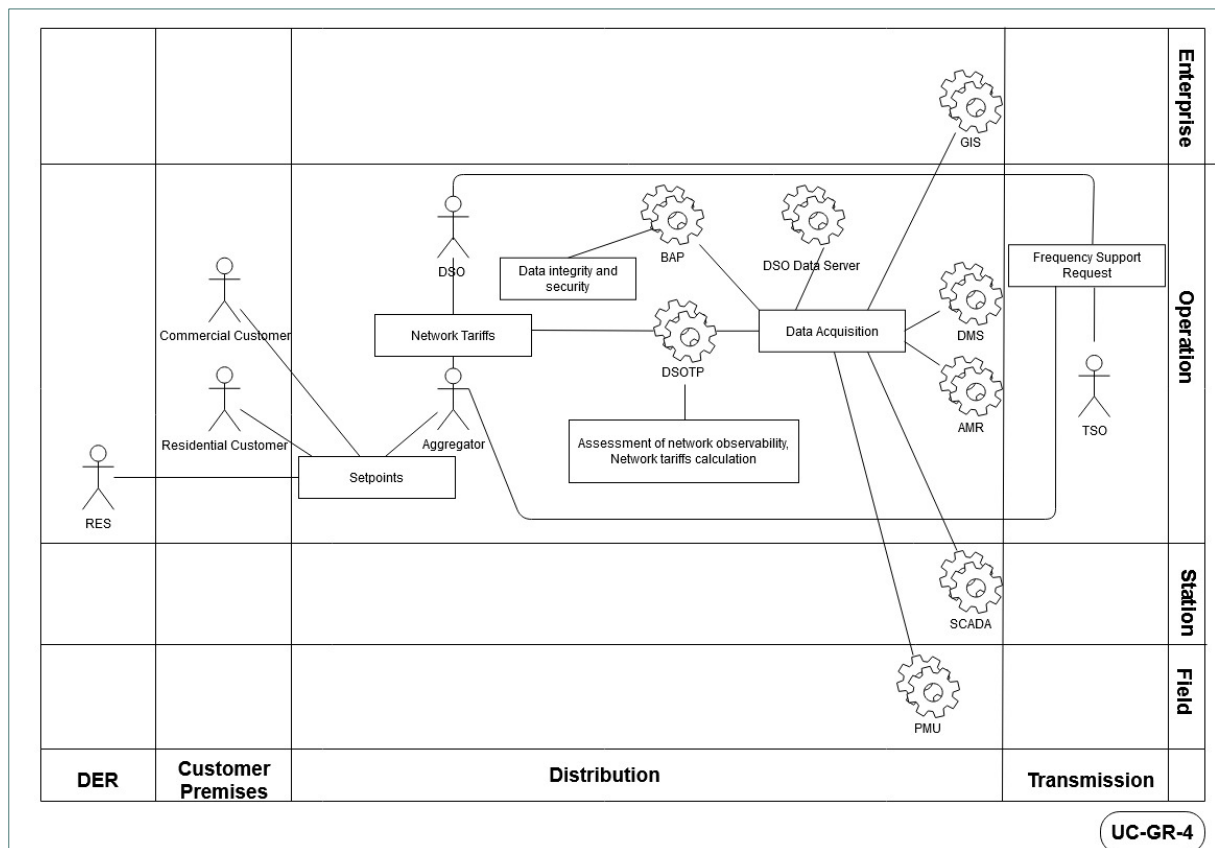 Enterprise
GIS
Operation
DSO
BAP
DSO Data Server
Data integrity and
security
Frequency Support
Request
Commercial Customer
Network Tariffs
DSOTP
Data Acquisition
DMS
Residential Customer
Aggregator
AMR
TSO
Assessment of network observability,
Network tariffs calculation
Setpoints
RES
Station
SCADA
Field
PMU
DER
Customer
Premises
Distribution
Transmission
UC-GR-4